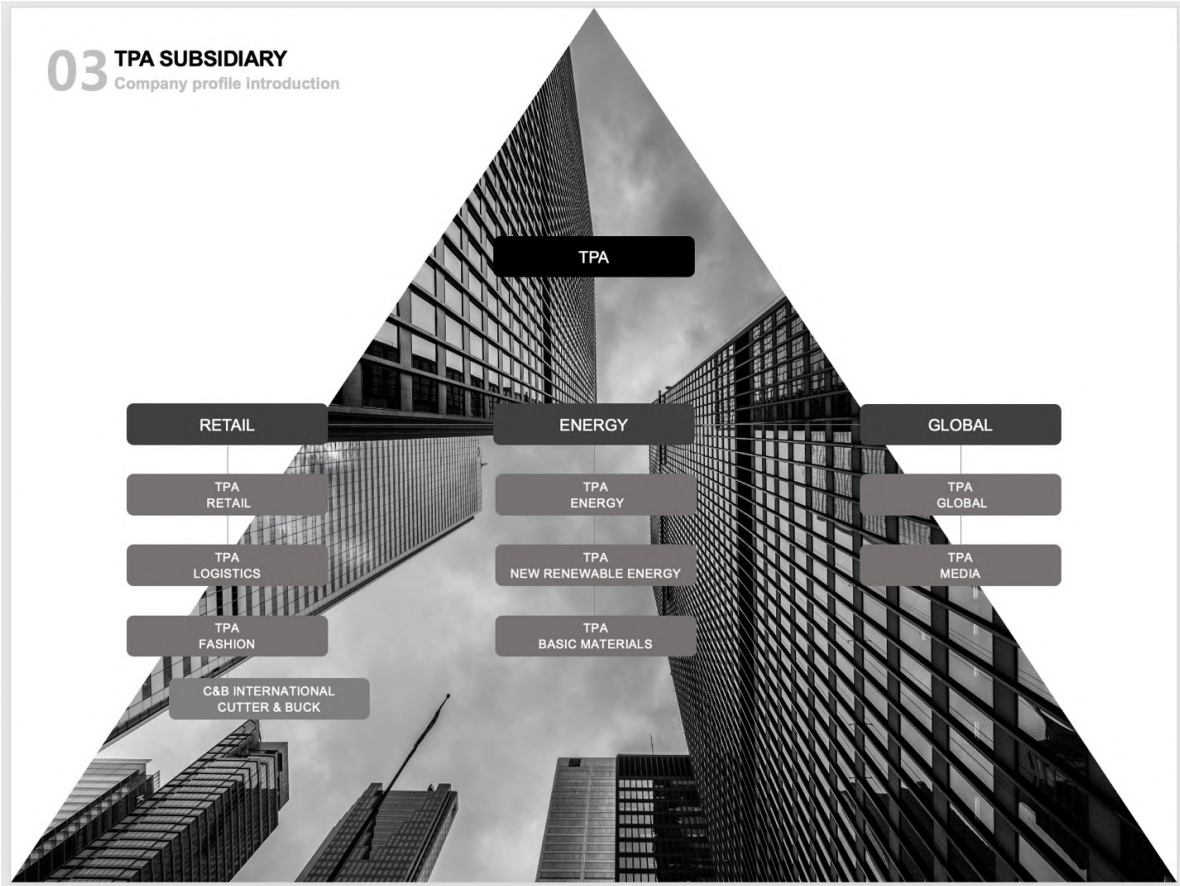 03
TPA SUBSIDIARY
Company profile introduction
TPA
RETAIL
ENERGY
GLOBAL
TPA
RETAIL
TPA
ENERGY
TPA
GLOBAL
TPA
LOGISTICS
TPA
NEW RENEWABLE ENERGY
TPA
MEDIA
TPA
FASHION
TPA
BASIC MATERIALS
C&B INTERNATIONAL
CUTTER & BUCK